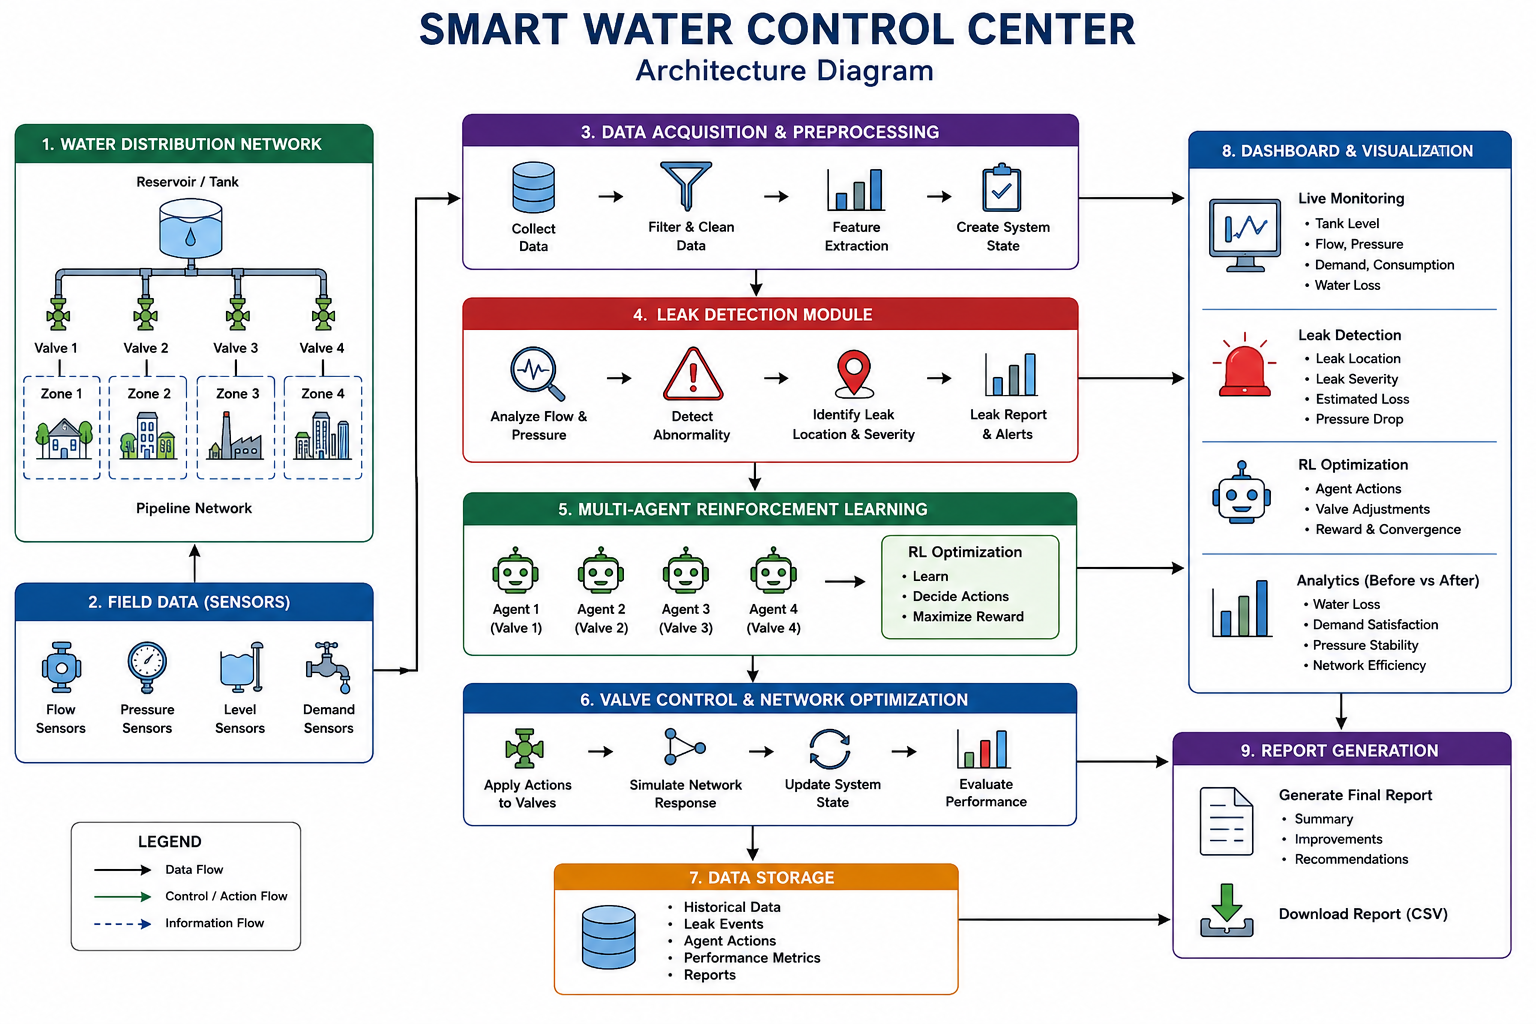 SMART WATER CONTROL CENTER
Architecture Diagram
1. WATER DISTRIBUTION NETWORK
Reservoir / Tank
Valve 1
Valve 2
Valve 3
Valve 4
Zone 1
Zone 2
Zone 3
Zone 4
Pipeline Network
2. FIELD DATA (SENSORS)
Flow
Sensors
Pressure
Sensors
Level
Sensors
Demand
Sensors
LEGEND
Data Flow
Control / Action Flow
Information Flow
3. DATA ACQUISITION & PREPROCESSING
Collect
Data
Filter & Clean
Data
Feature
Extraction
Create System
State
4. LEAK DETECTION MODULE
Analyze Flow &
Pressure
Detect
Abnormality
Identify Leak
Location & Severity
Leak Report
& Alerts
5. MULTI-AGENT REINFORCEMENT LEARNING
Agent 1
(Valve 1)
Agent 2
(Valve 2)
Agent 3
(Valve 3)
Agent 4
(Valve 4)
RL Optimization
• Learn
• Decide Actions
• Maximize Reward
6. VALVE CONTROL & NETWORK OPTIMIZATION
Apply Actions
to Valves
Simulate Network
Response
Update System
State
Evaluate
Performance
7. DATA STORAGE
• Historical Data
• Leak Events
• Agent Actions
• Performance Metrics
• Reports
8. DASHBOARD & VISUALIZATION
Live Monitoring
• Tank Level
• Flow, Pressure
• Demand, Consumption
• Water Loss
Leak Detection
• Leak Location
• Leak Severity
• Estimated Loss
• Pressure Drop
RL Optimization
• Agent Actions
• Valve Adjustments
• Reward & Convergence
Analytics (Before vs After)
• Water Loss
• Demand Satisfaction
• Pressure Stability
• Network Efficiency
9. REPORT GENERATION
Generate Final Report
• Summary
• Improvements
• Recommendations
Download Report (CSV)